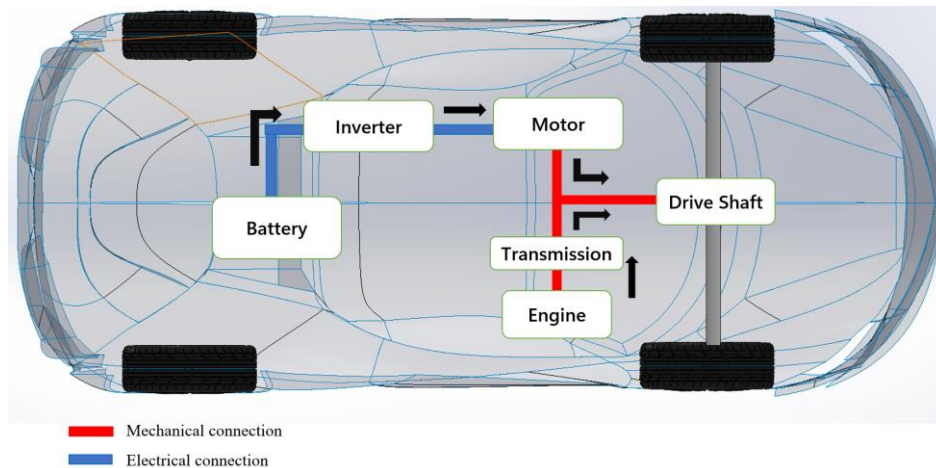 Inverter
Motor
Battery
Drive Shaft
Transmission
Engine
Mechanical connection
Electrical connection